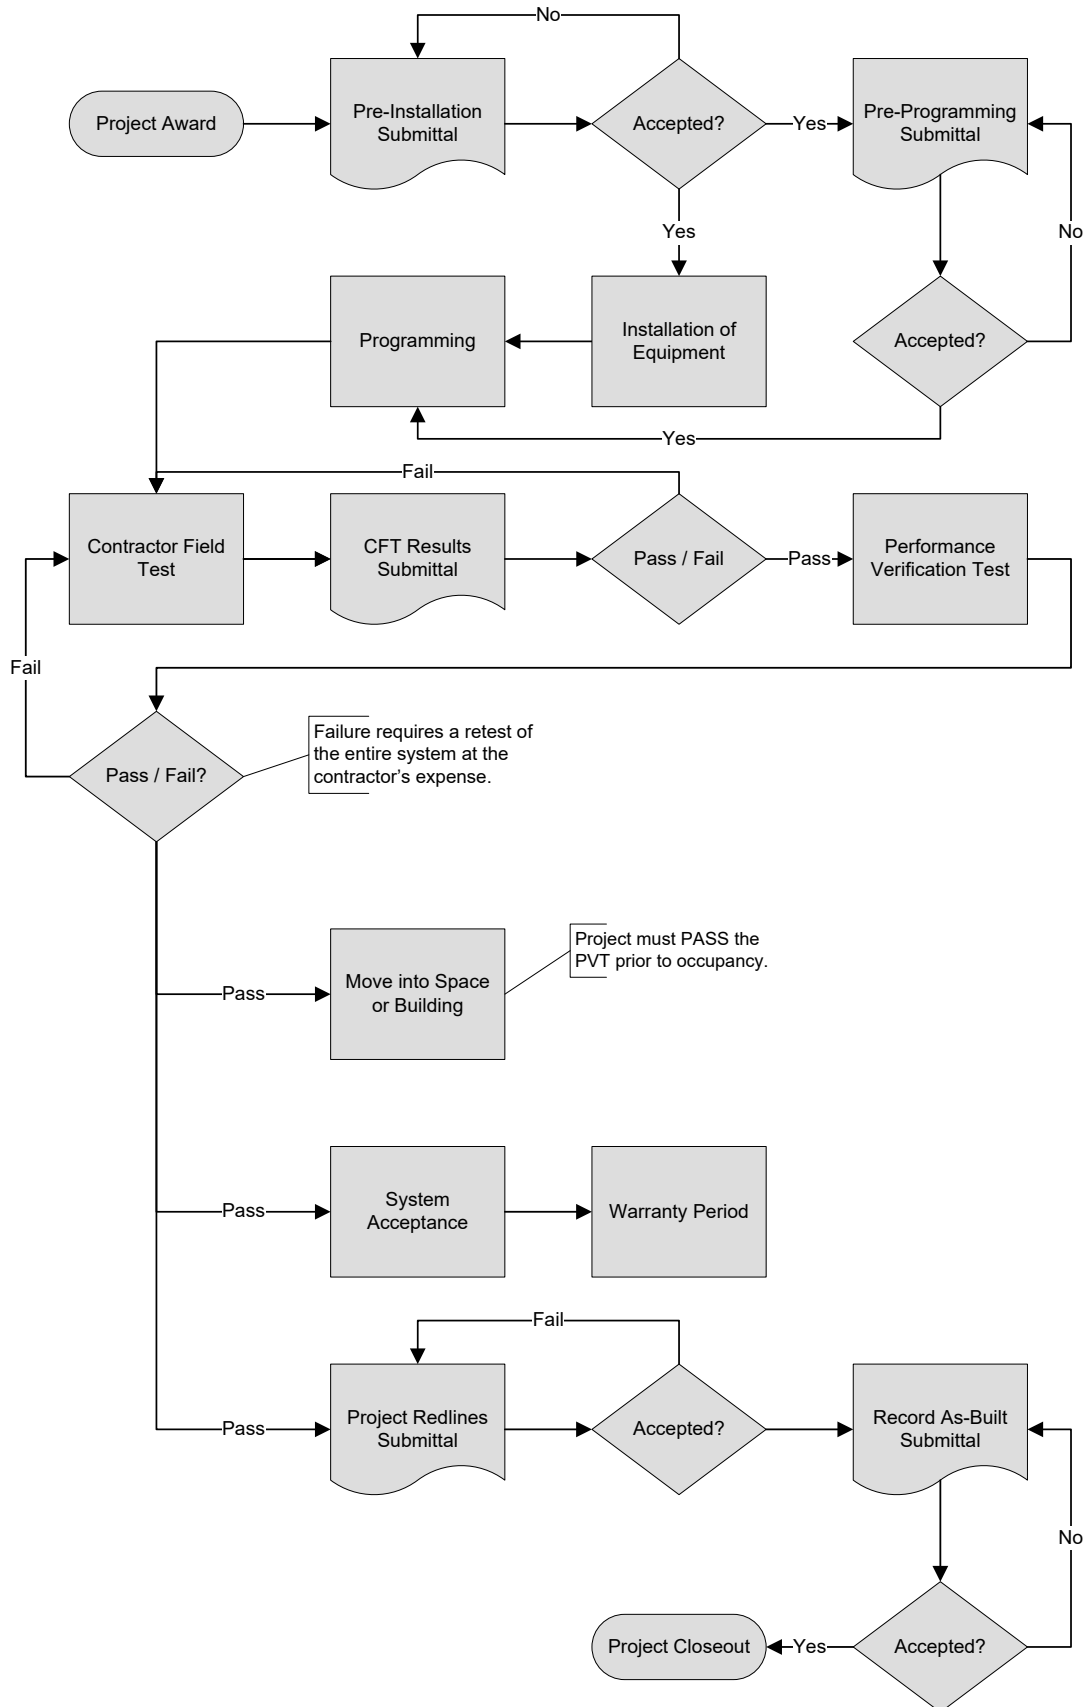 No
Project Award
Pre-Installation
Submittal
Accepted?
Yes
Pre-Programming
Submittal
Yes
No
Programming
Installation of
Equipment
Accepted?
Yes
Fail
Contractor Field
Test
CFT Results
Submittal
Pass / Fail
Pass
Performance
Verification Test
Fail
Pass / Fail?
Failure requires a retest of
the entire system at the
contractor’s expense.
Pass
Move into Space
or Building
Project must PASS the
PVT prior to occupancy.
Pass
System
Acceptance
Warranty Period
Fail
Pass
Project Redlines
Submittal
Accepted?
Record As-Built
Submittal
No
Project Closeout
Yes
Accepted?